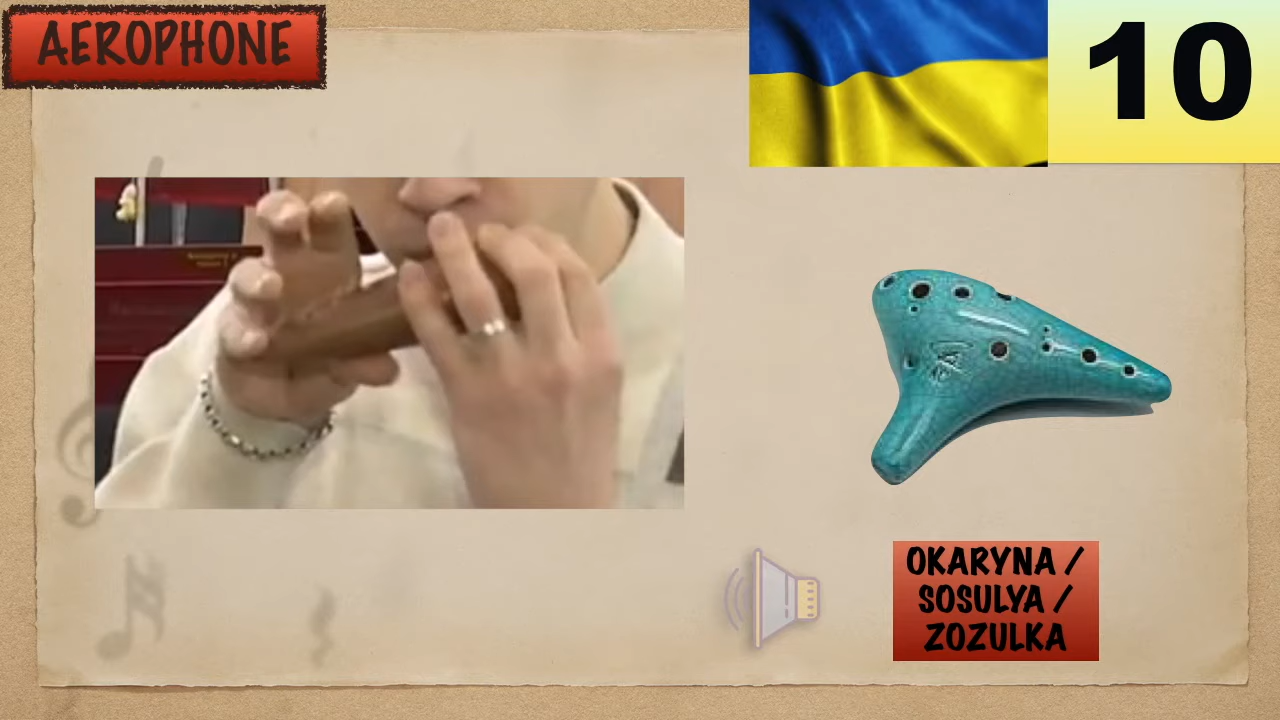 AEROPHONE
10
OKARYNA /
SOSULYA /
ZOZULKA